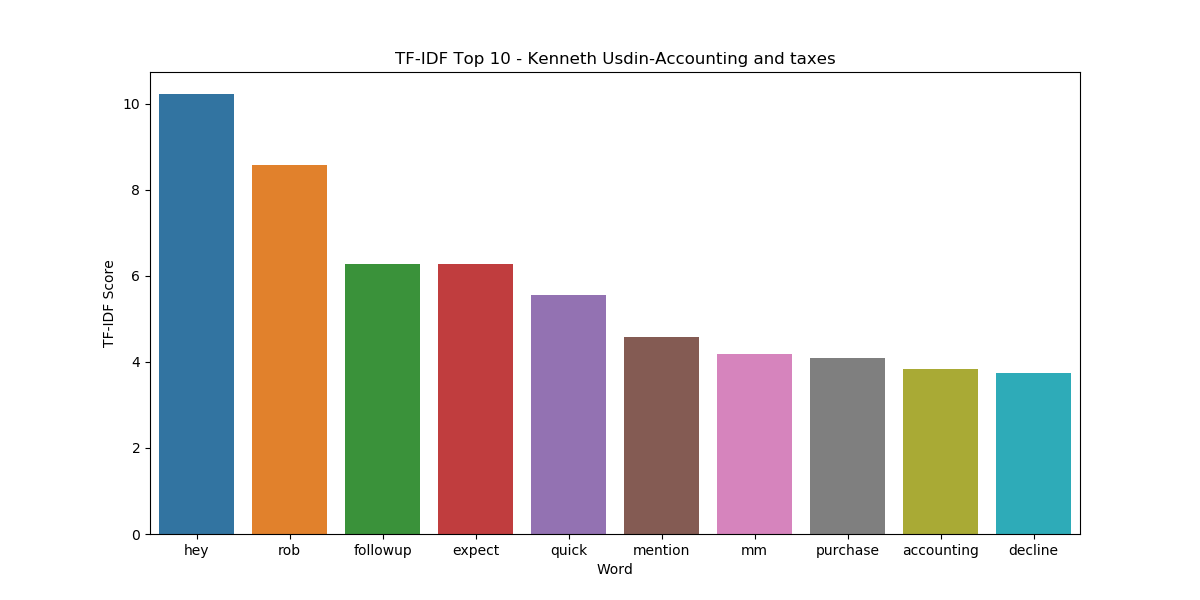 TF-IDF Top 10 - Kenneth Usdin-Accounting and taxes
10
8
6
4
2
0
TF-IDF Score
hey rob followup expect quick mention mm purchase accounting decline
Word